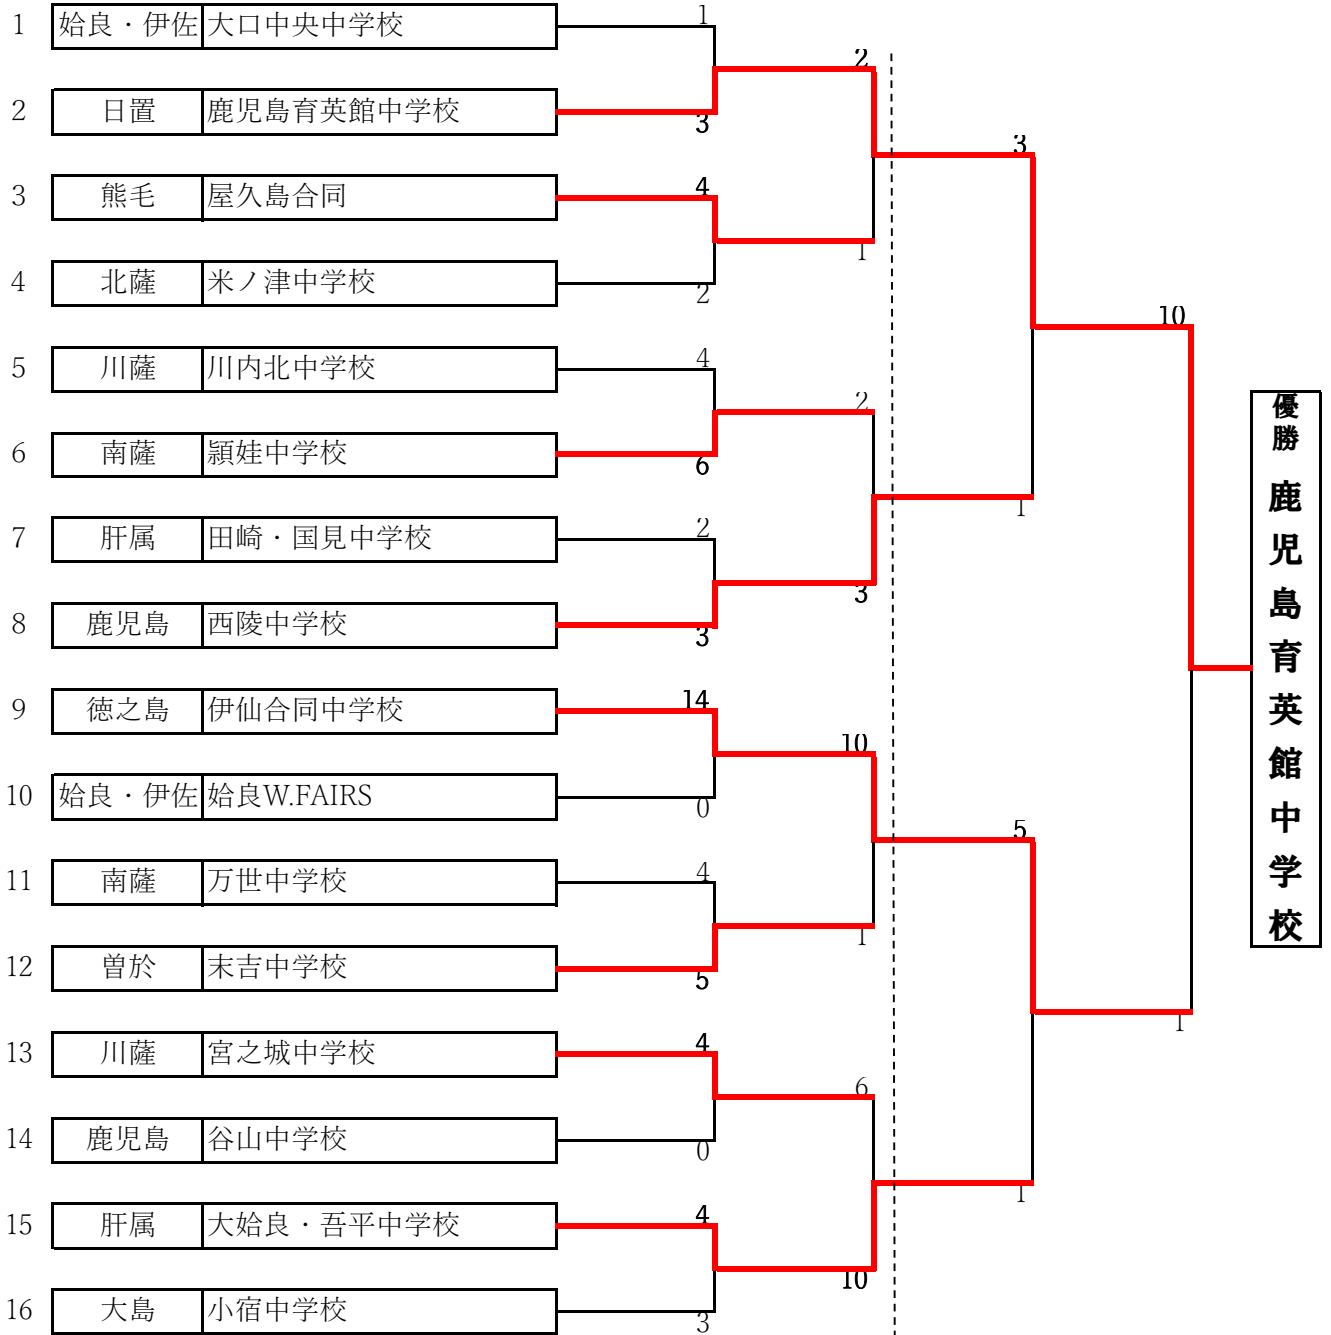 1 姶良・伊佐 大口中央中学校 1
2
2 日置 鹿児島育英館中学校 3
3
3 熊毛 屋久島合同 4
1
4 北薩 米ノ津中学校 2
10
5 川薩 川内北中学校 4
2
6 南薩 頴娃中学校 6
1
7 肝属 田崎・国見中学校 2
3
8 鹿児島 西陵中学校 3
9 徳之島 伊仙合同中学校 14
10
10 姶良・伊佐 姶良W.FAIRS 0
5
11 南薩 万世中学校 4
1
12 曽於 末吉中学校 5
1
13 川薩 宮之城中学校 4
6
14 鹿児島 谷山中学校 0
1
15 肝属 大姶良・吾平中学校 4
10
16 大島 小宿中学校 3
優勝
鹿児島育英館中学校